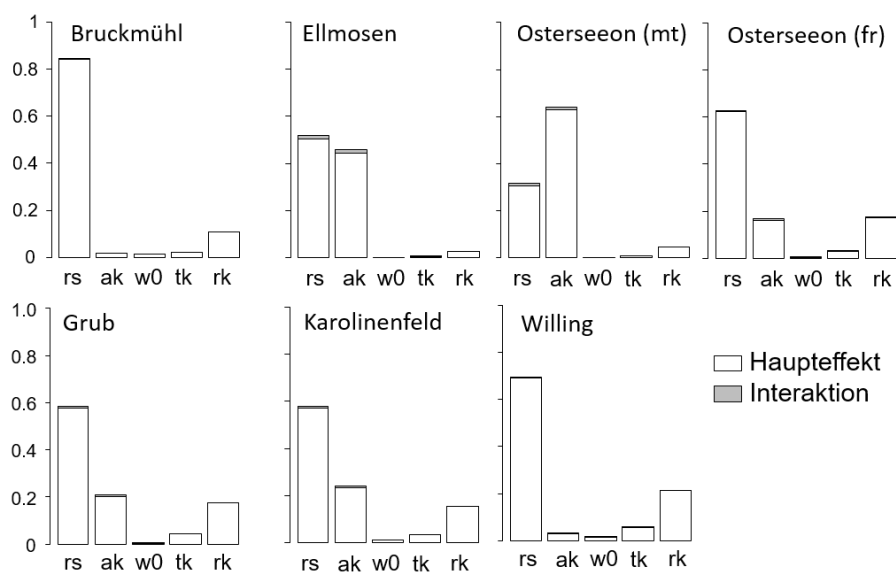 Bruckmühl
Ellmosen
Osterseeon (mt)
Osterseeon (fr)
1
0.8
0.6
0.4
0.2
0
rs ak w0 tk rk
rs ak w0 tk rk
rs ak w0 tk rk
rs ak w0 tk rk
Grub
Karolinenfeld
Willing
1.0
0.8
0.6
0.4
0.2
0
rs ak w0 tk rk
rs ak w0 tk rk
rs ak w0 tk rk
Haupteffekt
Interaktion